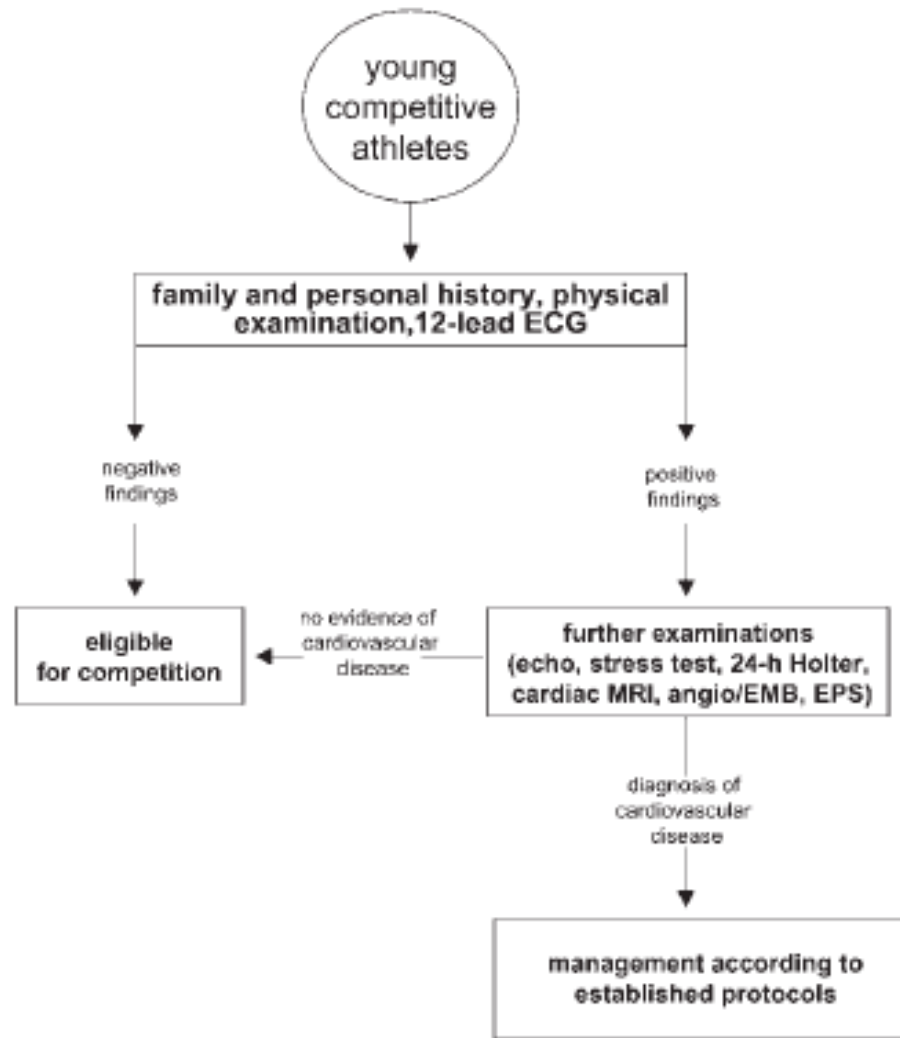 young
competitive
athletes
family and personal history, physical
examination,12-lead ECG
negative
findings
positive
findings
eligible
for competition
no evidence of
cardiovascular
disease
further examinations
(echo, stress test, 24-h Holter,
cardiac MRI, angio/EMB, EPS)
diagnosis of
cardiovascular
disease
management according to
established protocols